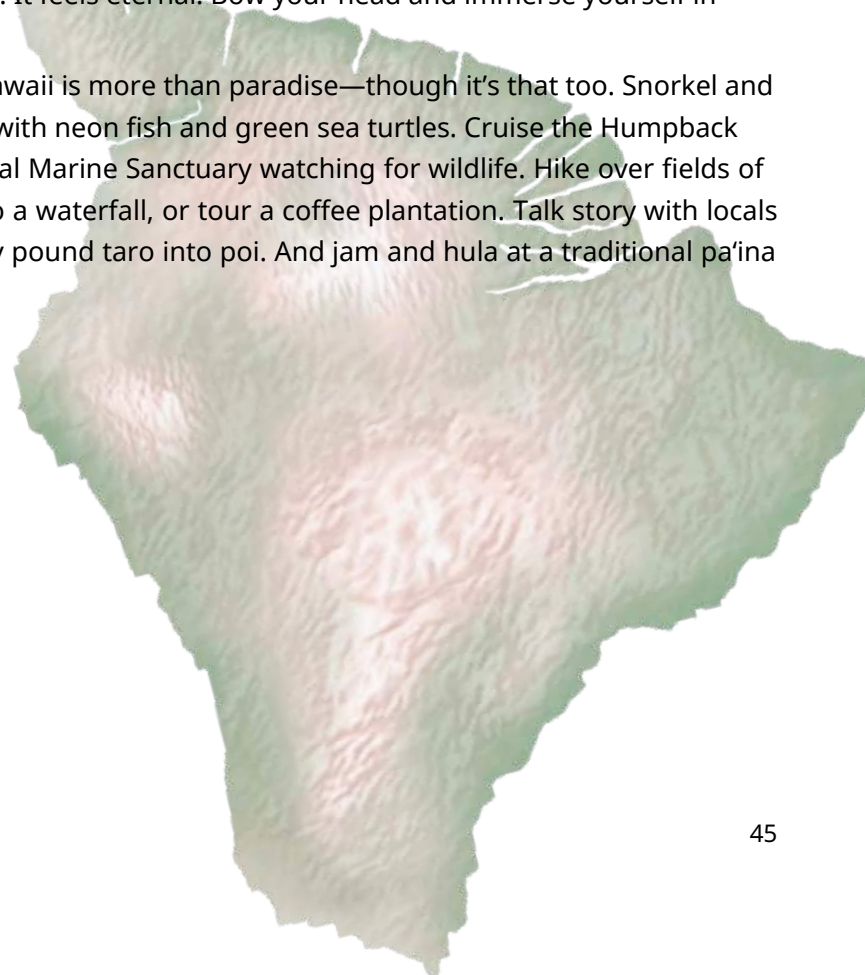 . It feels eternal. Bow your head and immerse yourself in
waii is more than paradise—though it’s that too. Snorkel and
with neon fish and green sea turtles. Cruise the Humpback
al Marine Sanctuary watching for wildlife. Hike over fields of
a waterfall, or tour a coffee plantation. Talk story with locals
pound taro into poi. And jam and hula at a traditional pa‘ina
45